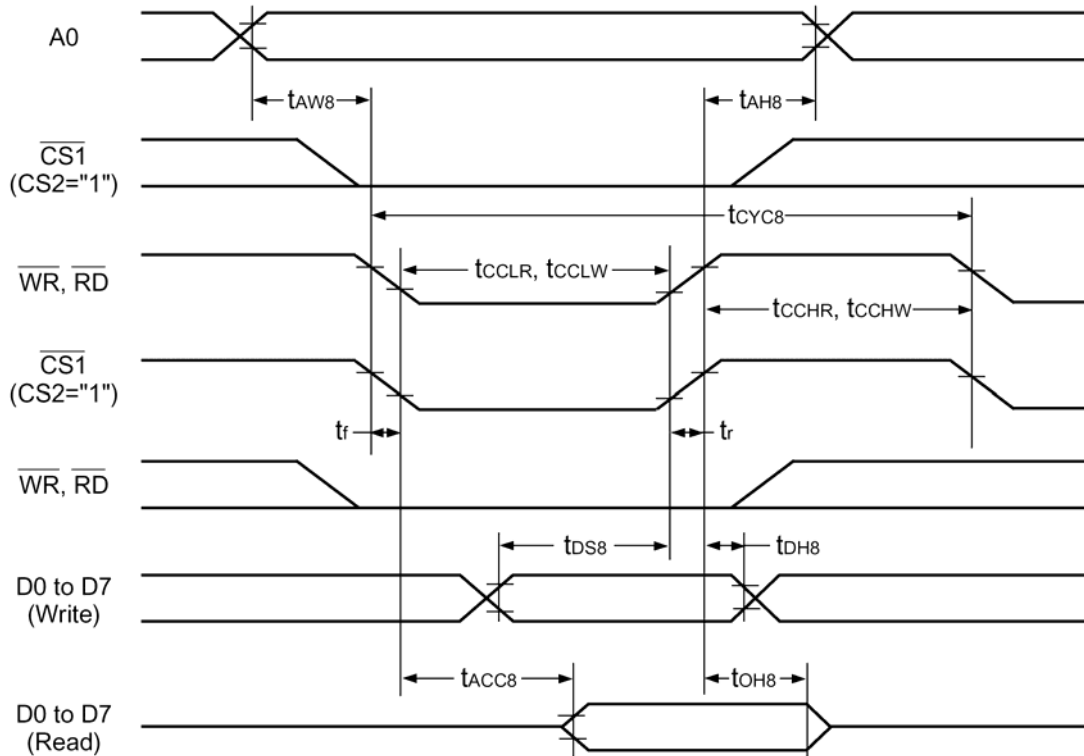 A0
tAW8
tAH8
CS1
(CS2="1")
tCYC8
WR, RD
tCCLR, tCCLW
tCCHR, tCCHW
CS1
(CS2="1")
tf
tr
WR, RD
tDS8
tDH8
D0 to D7
(Write)
tACC8
tOH8
D0 to D7
(Read)